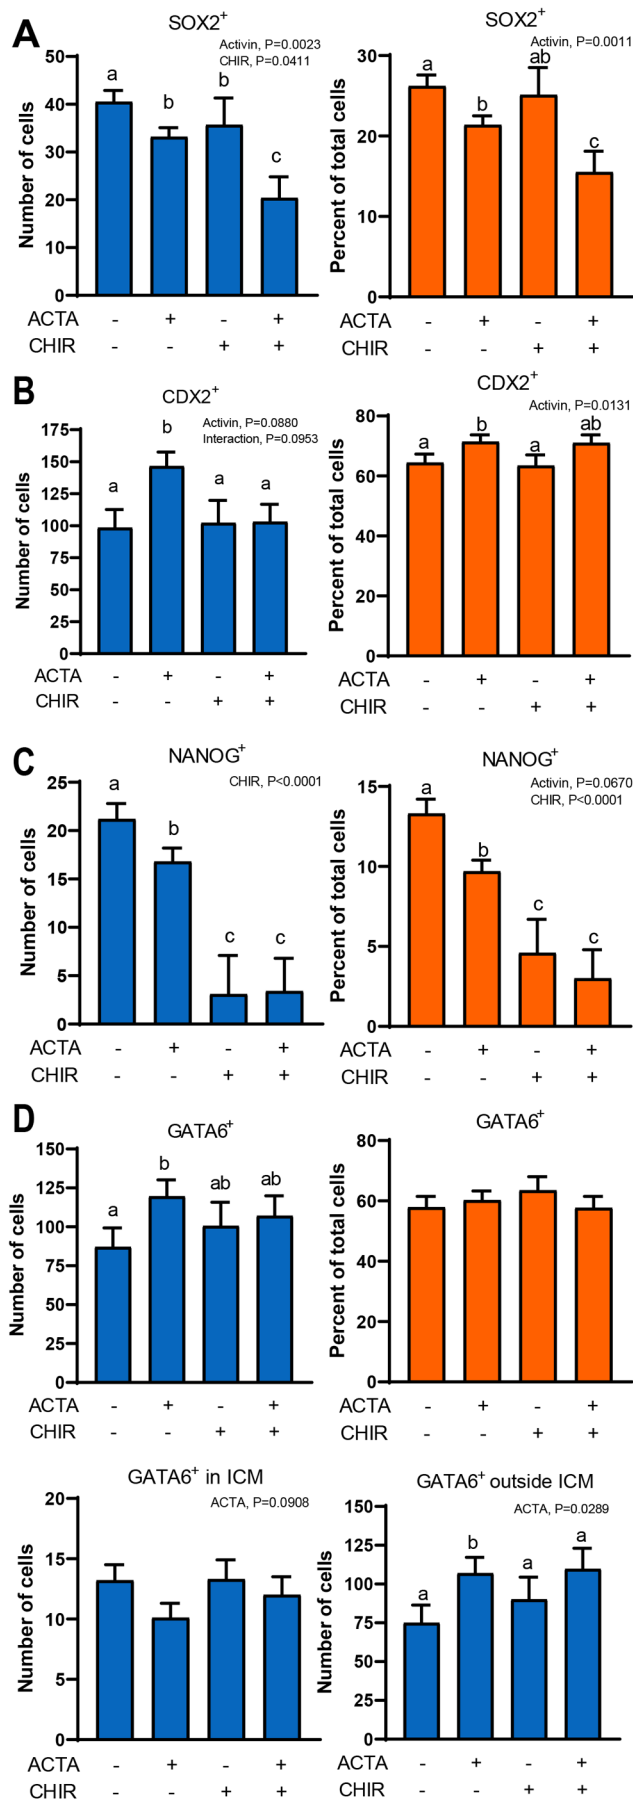 A
SOX2+
Activin, P=0.0023
CHIR, P=0.0411
Number of cells
50
40
30
20
10
0
a
b
b
c
ACTA - + - +
CHIR - - + +
SOX2+
Activin, P=0.0011
Percent of total cells
30
20
10
0
a
b
ab
c
ACTA - + - +
CHIR - - + +
B
CDX2+
Activin, P=0.0880
Interaction, P=0.0953
Number of cells
175
150
125
100
75
50
25
0
a
b
a
a
ACTA - + - +
CHIR - - + +
CDX2+
Activin, P=0.0131
Percent of total cells
80
60
40
20
0
a
b
a
ab
ACTA - + - +
CHIR - - + +
C
NANOG+
CHIR, P<0.0001
Number of cells
25
20
15
10
5
0
a
b
c
c
ACTA - + - +
CHIR - - + +
NANOG+
Activin, P=0.0670
CHIR, P<0.0001
Percent of total cells
15
10
5
0
a
b
c
c
ACTA - + - +
CHIR - - + +
D
GATA6+
Number of cells
150
125
100
75
50
25
0
a
b
ab
ab
ACTA - + - +
CHIR - - + +
GATA6+
Percent of total cells
80
60
40
20
0
ACTA - + - +
CHIR - - + +
GATA6+ in ICM
ACTA, P=0.0908
Number of cells
20
15
10
5
0
ACTA - + - +
CHIR - - + +
GATA6+ outside ICM
ACTA, P=0.0289
Number of cells
150
125
100
75
50
25
0
a
b
a
a
ACTA - + - +
CHIR - - + +